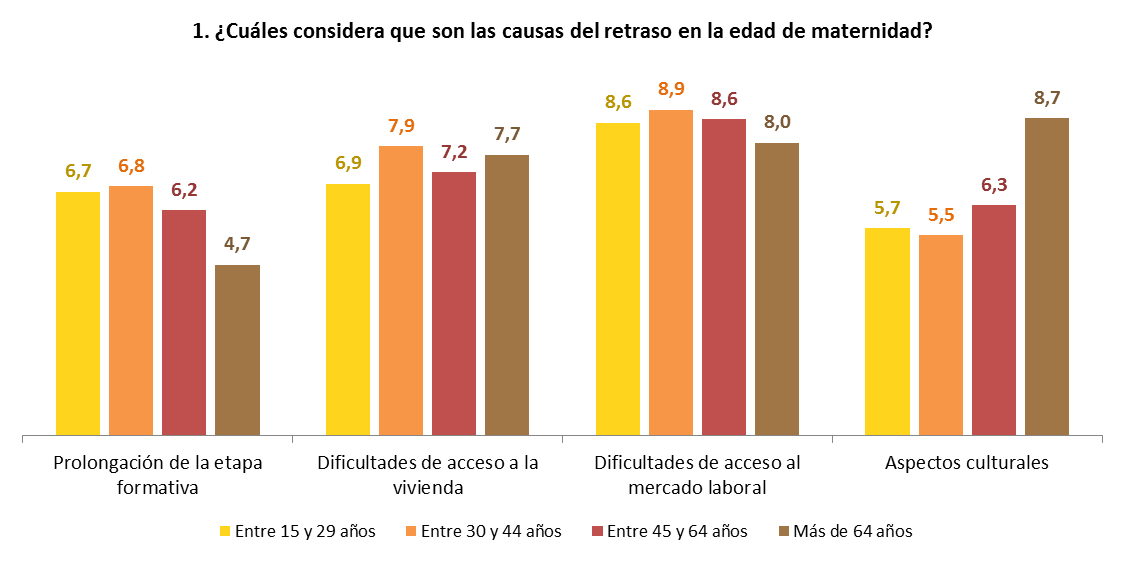 1. ¿Cuáles considera que son las causas del retraso en la edad de maternidad?
6,7
6,8
6,2
4,7
6,9
7,9
7,2
7,7
8,6
8,9
8,6
8,0
5,7
5,5
6,3
8,7
Prolongación de la etapa
formativa
Dificultades de acceso a la
vivienda
Dificultades de acceso al
mercado laboral
Aspectos culturales
Entre 15 y 29 años
Entre 30 y 44 años
Entre 45 y 64 años
Más de 64 años